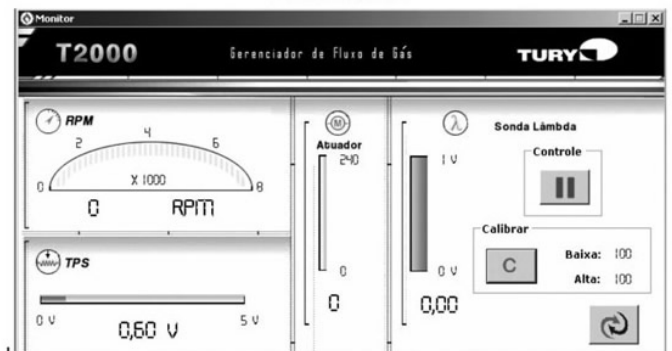 Monitor
T2000 Gerenciador de Fluxo de Gás TURY
RPM
0 2 4 6 8
X 1000
0 RPM
TPS
0 V 5 V
0,60 V
M
Atuador
240
0
0
λ Sonda Lâmbda
1 V
0 V
0,00
Controle
Calibrar
C
Baixa: 100
Alta: 100